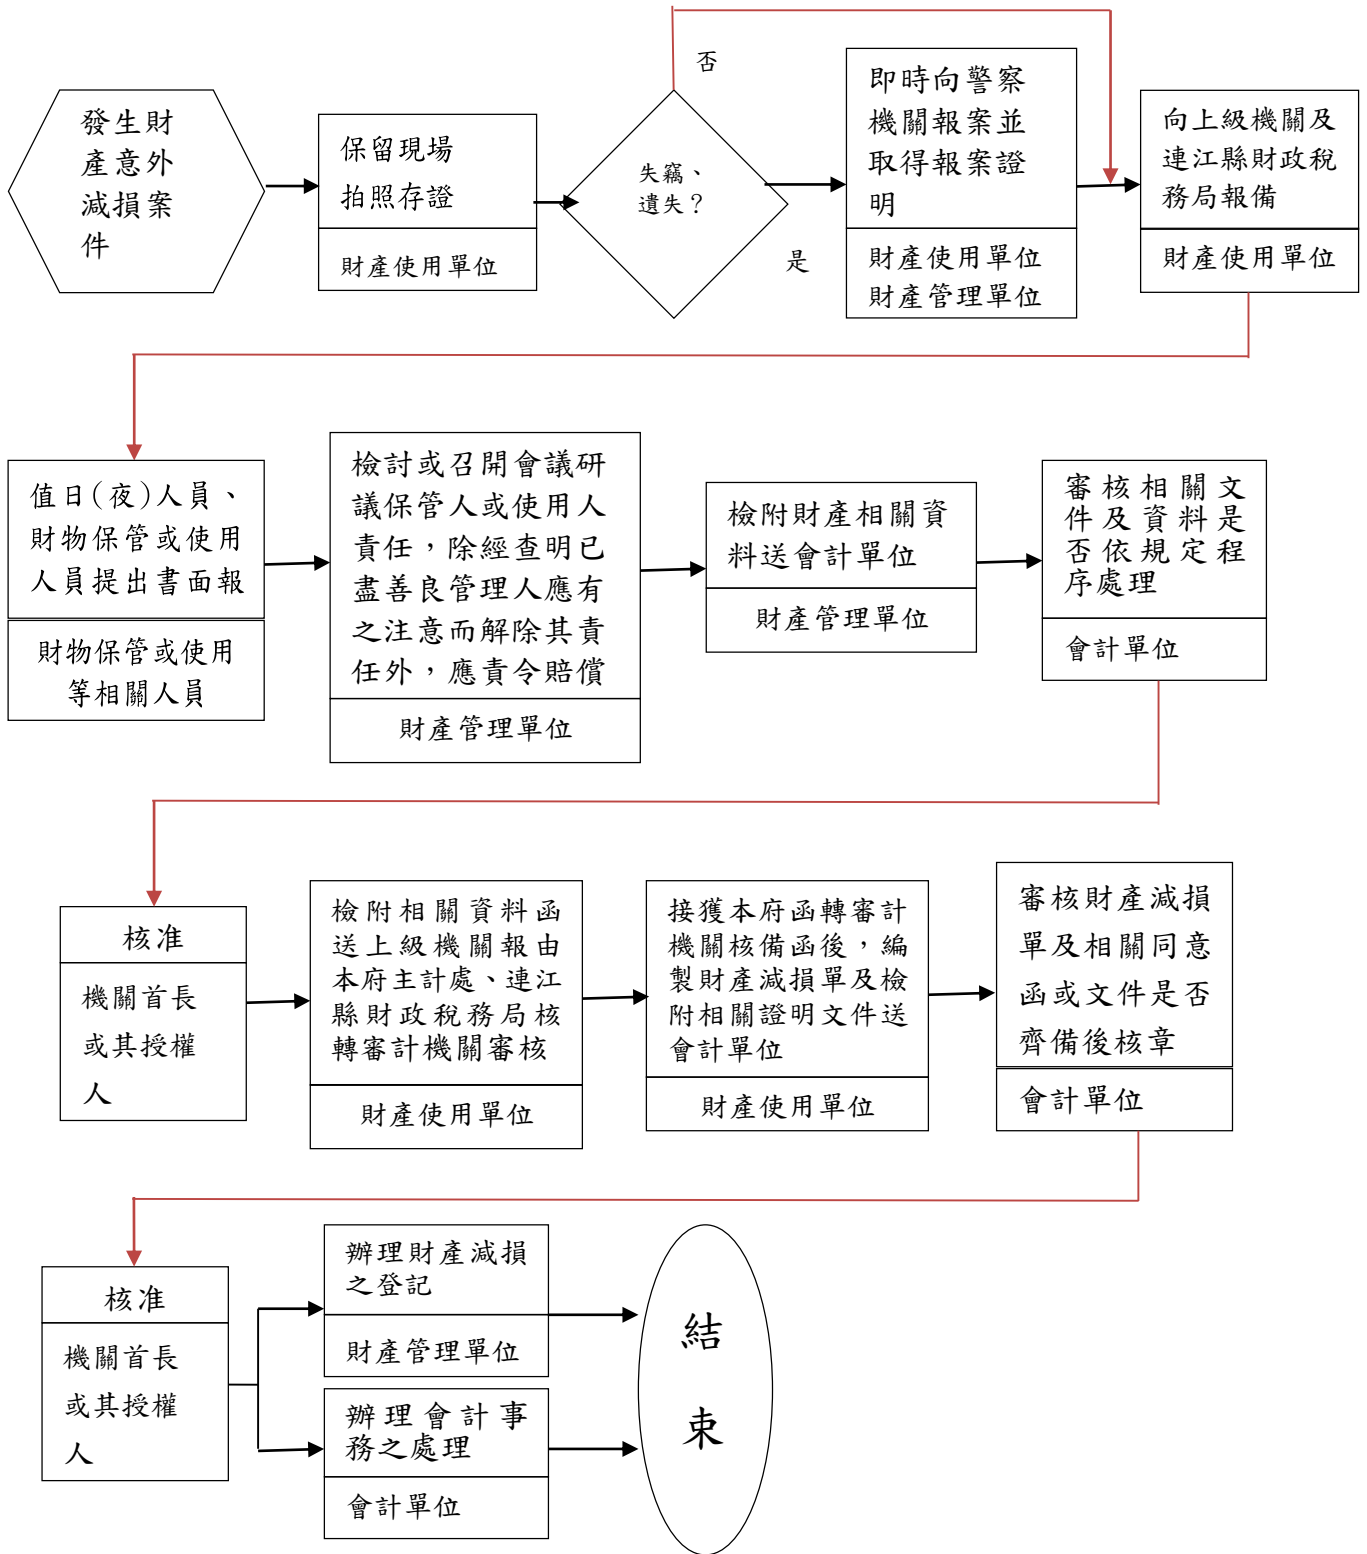 發生財
產意外
減損案
件
保留現場
拍照存證
財產使用單位
失竊、
遺失？
否
是
即時向警察
機關報案並
取得報案證
明
財產使用單位
財產管理單位
向上級機關及
連江縣財政稅
務局報備
財產使用單位
值日(夜)人員、
財物保管或使用
人員提出書面報
財物保管或使用
等相關人員
檢討或召開會議研
議保管人或使用人
責任，除經查明已
盡善良管理人應有
之注意而解除其責
任外，應責令賠償
財產管理單位
檢附財產相關資
料送會計單位
財產管理單位
審核相關文
件及資料是
否依規定程
序處理
會計單位
核准
機關首長
或其授權
人
檢附相關資料函
送上級機關報由
本府主計處、連江
縣財政稅務局核
轉審計機關審核
財產使用單位
接獲本府函轉審計
機關核備函後，編
製財產減損單及檢
附相關證明文件送
會計單位
財產使用單位
審核財產減損
單及相關同意
函或文件是否
齊備後核章
會計單位
核准
機關首長
或其授權
人
辦理財產減損
之登記
財產管理單位
辦理會計事
務之處理
會計單位
結
束